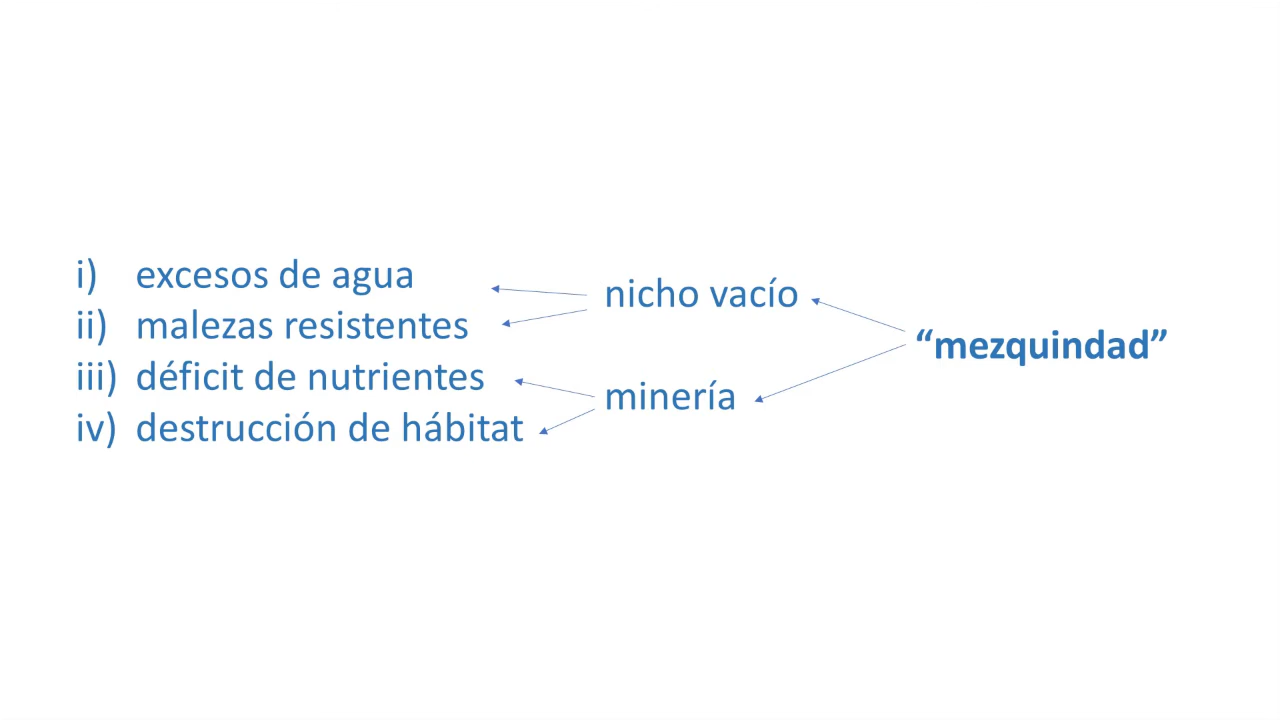 i) excesos de agua
ii) malezas resistentes
iii) déficit de nutrientes
iv) destrucción de hábitat
nicho vacío
minería
“mezquindad”